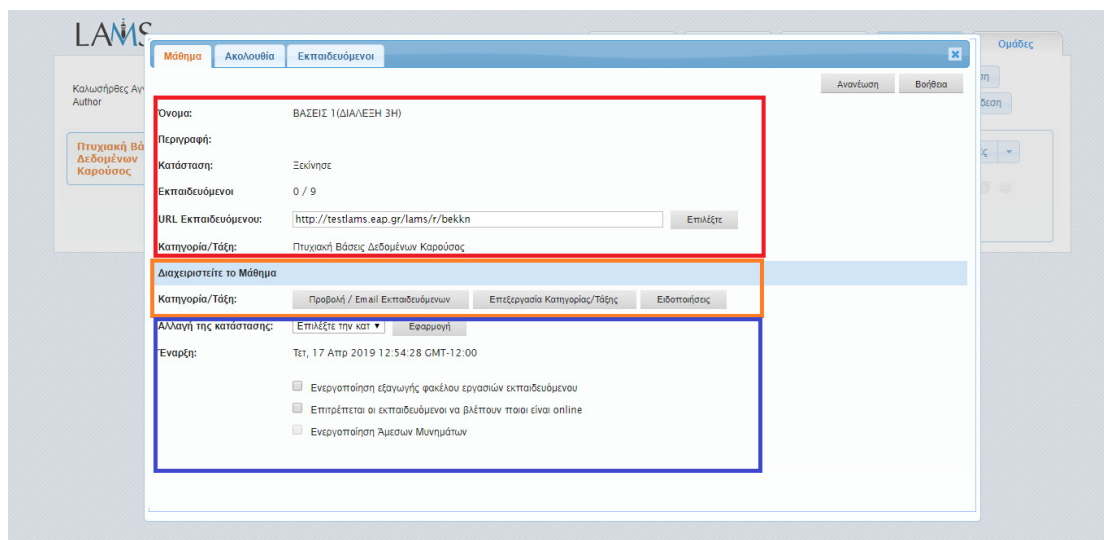 LAMS
Ομάδες
Μάθημα Ακολουθία Εκπαιδευόμενοι
Ανανέωση Βοήθεια
Καλωσήρθες
Author
Όνομα: ΒΑΣΕΙΣ 1(ΔΙΑΛΕΞΗ 3Η)
Περιγραφή:
Πτυχιακή
Δεδομένων
Καρούσος
Κατάσταση: Ξεκίνησε
Εκπαιδευόμενοι 0 / 9
URL Εκπαιδευόμενου: http://testlams.eap.gr/lams/r/bekkn Επιλέξτε
Κατηγορία/Τάξη: Πτυχιακή Βάσεις Δεδομένων Καρούσος
Διαχειριστείτε το Μάθημα
Κατηγορία/Τάξη: Προβολή / Email Εκπαιδευόμενων Επεξεργασία Κατηγορίας/Τάξης Ειδοποιήσεις
Αλλαγή της κατάστασης: Επιλέξτε την κατ Εφαρμογή
Έναρξη: Τετ, 17 Απρ 2019 12:54:28 GMT-12:00
Ενεργοποίηση εξαγωγής φακέλου εργασιών εκπαιδευόμενου
Επιτρέπεται οι εκπαιδευόμενοι να βλέπουν ποιοι είναι online
Ενεργοποίηση Άμεσων Μυνημάτων